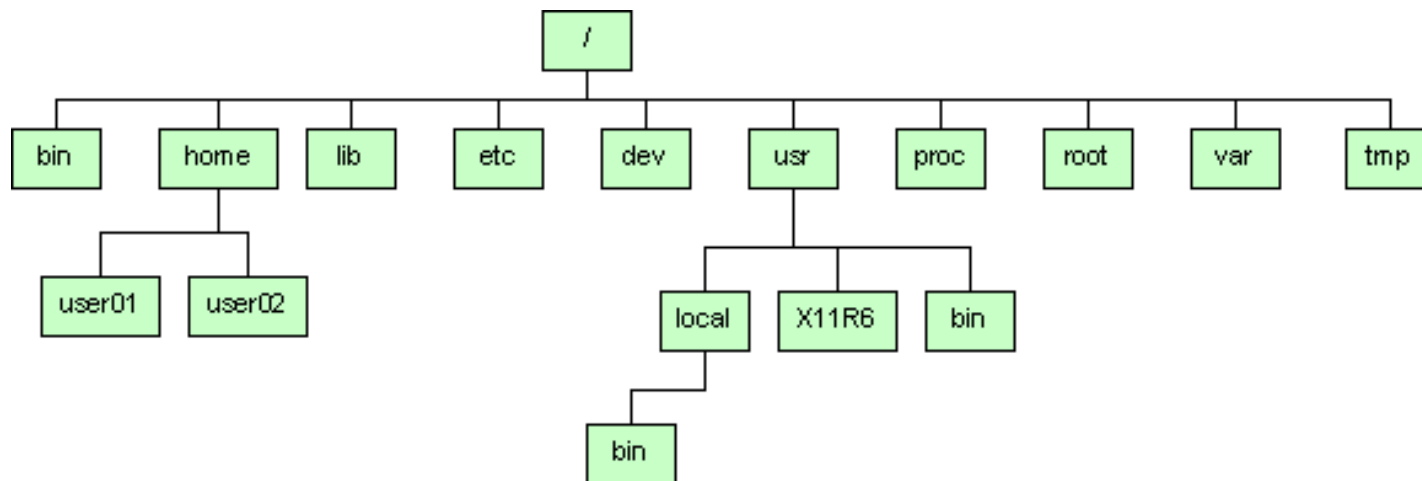 /
bin home lib etc dev usr proc root var tmp
user01 user02
local X11R6 bin
bin